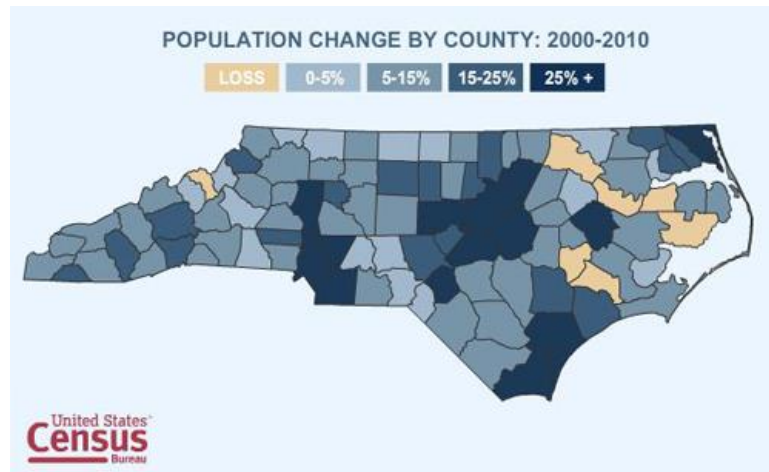 POPULATION CHANGE BY COUNTY: 2000-2010
LOSS 0-5% 5-15% 15-25% 25% +
United States
Census
Bureau